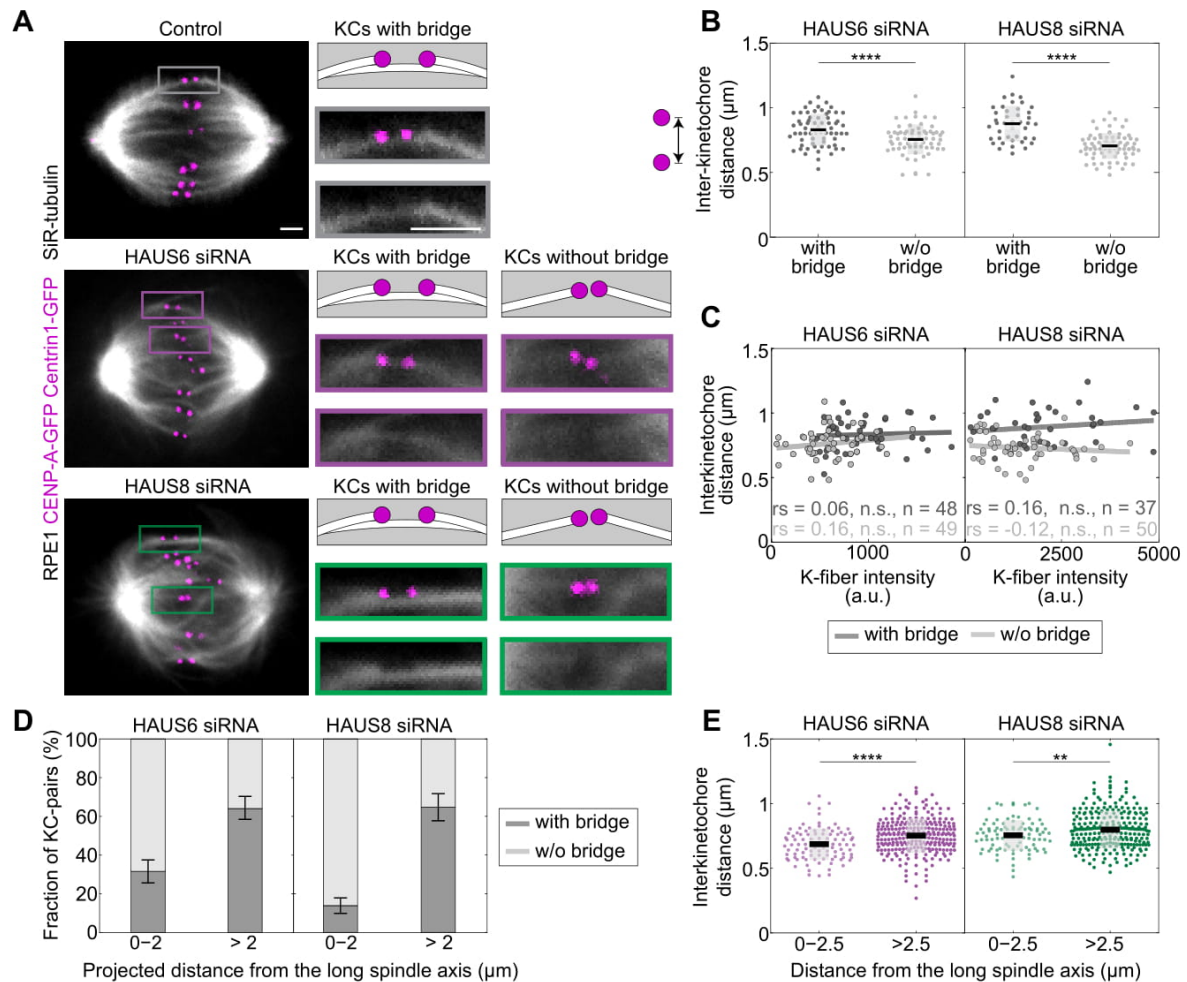 A
Control
KCs with bridge
SiR-tubulin
HAUS6 siRNA
KCs with bridge
KCs without bridge
HAUS8 siRNA
KCs with bridge
KCs without bridge
RPE1 CENP-A-GFP Centrin1-GFP
B
HAUS6 siRNA
HAUS8 siRNA
1.5
1
0.5
0
Inter-kinetochore
distance (μm)
****
****
with
bridge
w/o
bridge
with
bridge
w/o
bridge
C
HAUS6 siRNA
HAUS8 siRNA
1.5
1
0.5
0
Interkinetochore
distance (μm)
rs = 0.06, n.s., n = 48
rs = 0.16, n.s., n = 49
rs = 0.16, n.s., n = 37
rs = -0.12, n.s., n = 50
0
1000
0
2500
5000
K-fiber intensity
(a.u.)
K-fiber intensity
(a.u.)
with bridge
w/o bridge
D
HAUS6 siRNA
HAUS8 siRNA
100
80
60
40
20
0
Fraction of KC-pairs (%)
0−2
> 2
0−2
> 2
Projected distance from the long spindle axis (μm)
with bridge
w/o bridge
E
HAUS6 siRNA
HAUS8 siRNA
1.5
1
0.5
0
Interkinetochore
distance (μm)
****
**
0−2.5
>2.5
0−2.5
>2.5
Distance from the long spindle axis (μm)